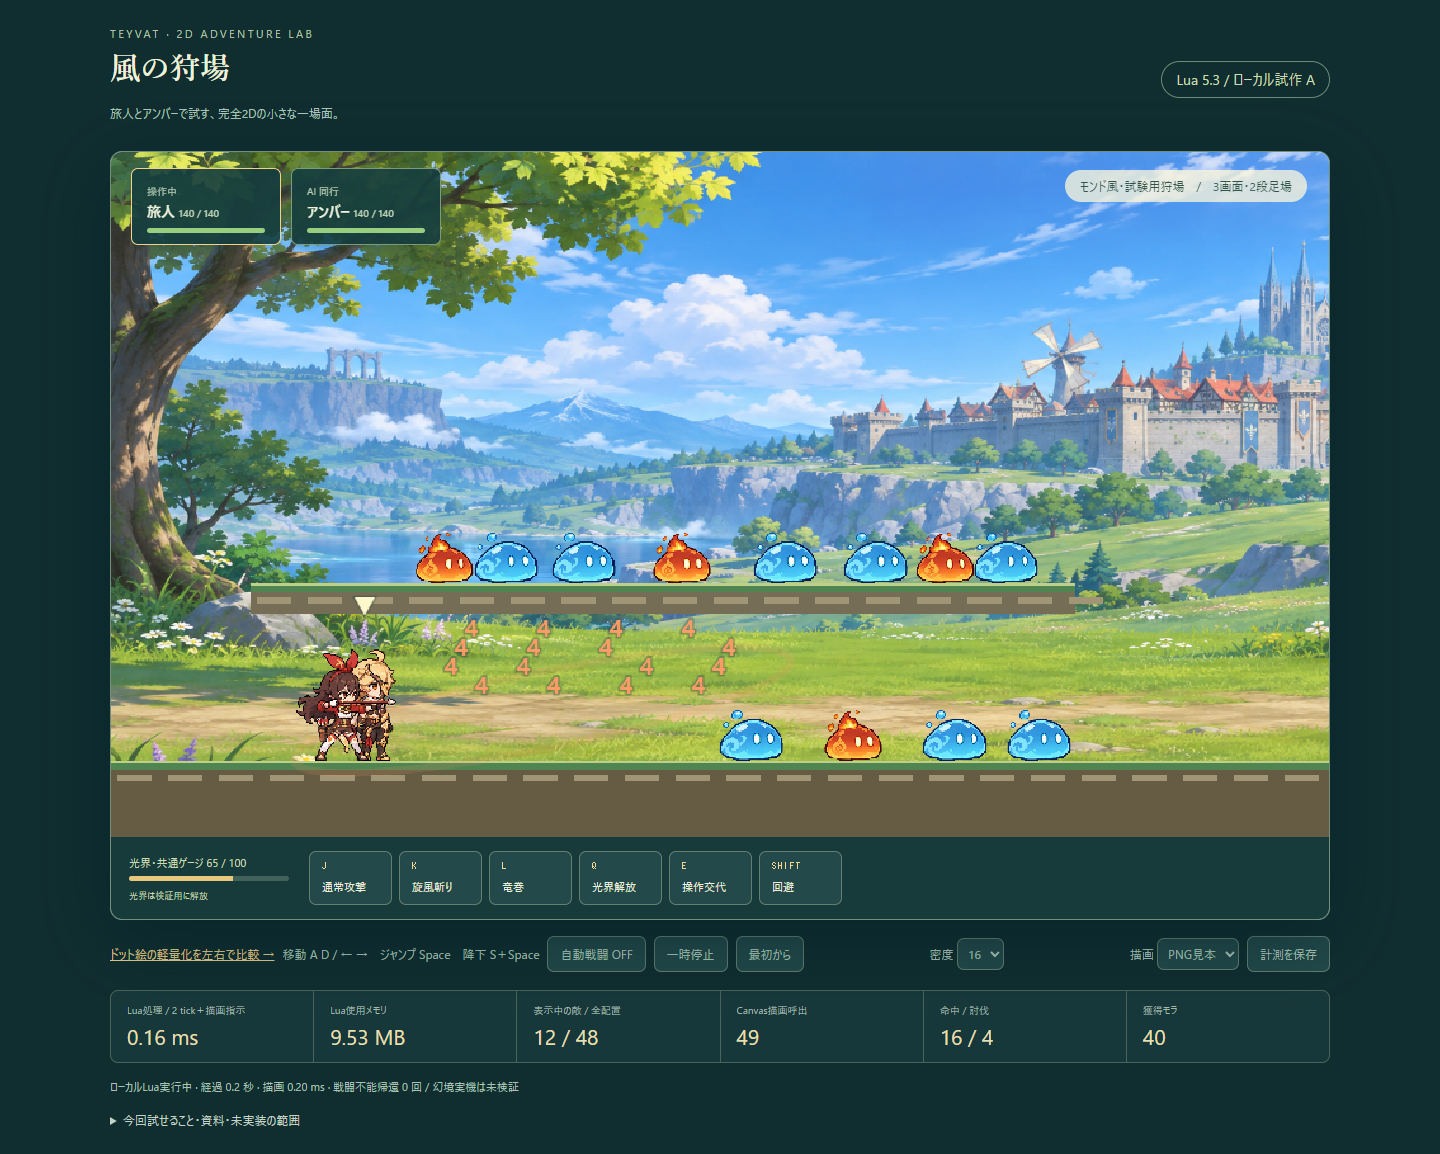 TEYVAT · 2D ADVENTURE LAB
風の狩場
Lua 5.3 / ローカル試作 A
旅人とアンバーで試す、完全2Dの小さな一場面。
操作中
旅人 140 / 140
AI 同行
アンバー 140 / 140
モンド風・試験用狩場 / 3画面・2段足場
4 4 4 4
4 4 4 4
4 4 4 4
4 4 4 4
光界・共通ゲージ 65 / 100
光界は検証用に解放
J
通常攻撃
K
旋風斬り
L
竜巻
Q
光界解放
E
操作交代
SHIFT
回避
ドット絵の軽量化を左右で比較 →
移動 A D / ← → ジャンプ Space 降下 S+Space
自動戦闘 OFF
一時停止
最初から
密度 16
描画 PNG見本
計測を保存
Lua処理 / 2 tick+描画指示
0.16 ms
Lua使用メモリ
9.53 MB
表示中の敵 / 全配置
12 / 48
Canvas描画呼出
49
命中 / 討伐
16 / 4
獲得モラ
40
ローカルLua実行中 · 経過 0.2 秒 · 描画 0.20 ms · 戦闘不能帰還 0 回 / 幻境実機は未検証
▶ 今回試せること・資料・未実装の範囲